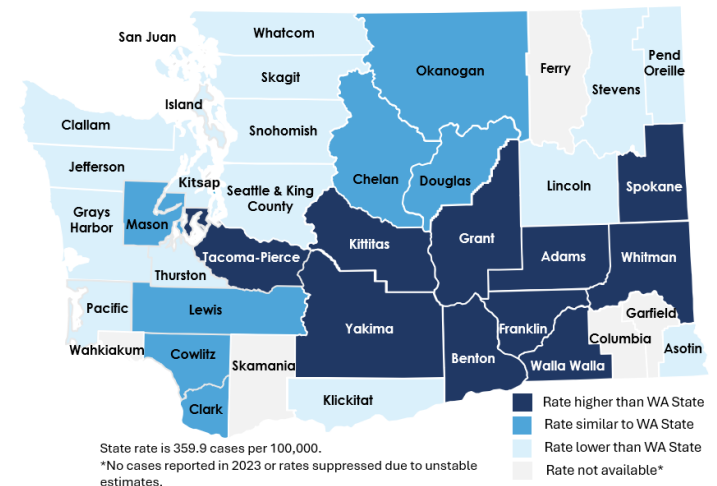 San Juan
Whatcom
Okanogan
Ferry
Pend
Oreille
Skagit
Stevens
Island
Clallam
Snohomish
Jefferson
Kitsap
Chelan
Douglas
Lincoln
Spokane
Seattle & King
County
Grays
Harbor
Mason
Kittitas
Grant
Tacoma-Pierce
Adams
Whitman
Thurston
Pacific
Lewis
Yakima
Franklin
Garfield
Columbia
Wahkiakum
Cowlitz
Skamania
Benton
Walla Walla
Asotin
Clark
Klickitat
Rate higher than WA State
Rate similar to WA State
Rate lower than WA State
Rate not available*
State rate is 359.9 cases per 100,000.
*No cases reported in 2023 or rates suppressed due to unstable
estimates.